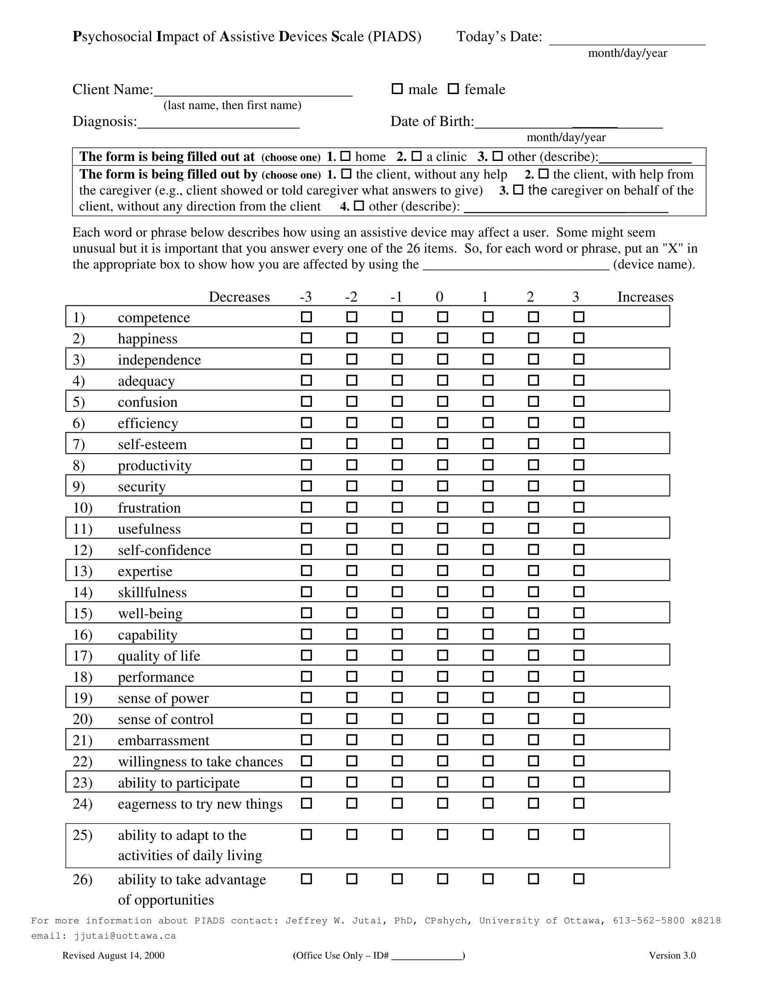 Psychosocial Impact of Assistive Devices Scale (PIADS) Today's Date: ____________________
month/day/year
Client Name:____________________ ☐ male ☐ female
(last name, then first name)
Diagnosis:____________________ Date of Birth:____________________
month/day/year
The form is being filled out at (choose one) 1. ☐ home 2. ☐ a clinic 3. ☐ other (describe):____________
The form is being filled out by (choose one) 1. ☐ the client, without any help 2. ☐ the client, with help from
the caregiver (e.g., client showed or told caregiver what answers to give) 3. ☐ the caregiver on behalf of the
client, without any direction from the client 4. ☐ other (describe): ____________________
Each word or phrase below describes how using an assistive device may affect a user. Some might seem
unusual but it is important that you answer every one of the 26 items. So, for each word or phrase, put an "X" in
the appropriate box to show how you are affected by using the ____________________ (device name).
Decreases -3 -2 -1 0 1 2 3 Increases
1) competence ☐ ☐ ☐ ☐ ☐ ☐ ☐
2) happiness ☐ ☐ ☐ ☐ ☐ ☐ ☐
3) independence ☐ ☐ ☐ ☐ ☐ ☐ ☐
4) adequacy ☐ ☐ ☐ ☐ ☐ ☐ ☐
5) confusion ☐ ☐ ☐ ☐ ☐ ☐ ☐
6) efficiency ☐ ☐ ☐ ☐ ☐ ☐ ☐
7) self-esteem ☐ ☐ ☐ ☐ ☐ ☐ ☐
8) productivity ☐ ☐ ☐ ☐ ☐ ☐ ☐
9) security ☐ ☐ ☐ ☐ ☐ ☐ ☐
10) frustration ☐ ☐ ☐ ☐ ☐ ☐ ☐
11) usefulness ☐ ☐ ☐ ☐ ☐ ☐ ☐
12) self-confidence ☐ ☐ ☐ ☐ ☐ ☐ ☐
13) expertise ☐ ☐ ☐ ☐ ☐ ☐ ☐
14) skillfulness ☐ ☐ ☐ ☐ ☐ ☐ ☐
15) well-being ☐ ☐ ☐ ☐ ☐ ☐ ☐
16) capability ☐ ☐ ☐ ☐ ☐ ☐ ☐
17) quality of life ☐ ☐ ☐ ☐ ☐ ☐ ☐
18) performance ☐ ☐ ☐ ☐ ☐ ☐ ☐
19) sense of power ☐ ☐ ☐ ☐ ☐ ☐ ☐
20) sense of control ☐ ☐ ☐ ☐ ☐ ☐ ☐
21) embarrassment ☐ ☐ ☐ ☐ ☐ ☐ ☐
22) willingness to take chances ☐ ☐ ☐ ☐ ☐ ☐ ☐
23) ability to participate ☐ ☐ ☐ ☐ ☐ ☐ ☐
24) eagerness to try new things ☐ ☐ ☐ ☐ ☐ ☐ ☐
25) ability to adapt to the ☐ ☐ ☐ ☐ ☐ ☐ ☐
activities of daily living
26) ability to take advantage ☐ ☐ ☐ ☐ ☐ ☐ ☐
of opportunities
For more information about PIADS contact: Jeffrey W. Jutai, PhD, CPshych, University of Ottawa, 613-562-5800 x8218
email: jjutai@uottawa.ca
Revised August 14, 2000 (Office Use Only – ID# ______________) Version 3.0